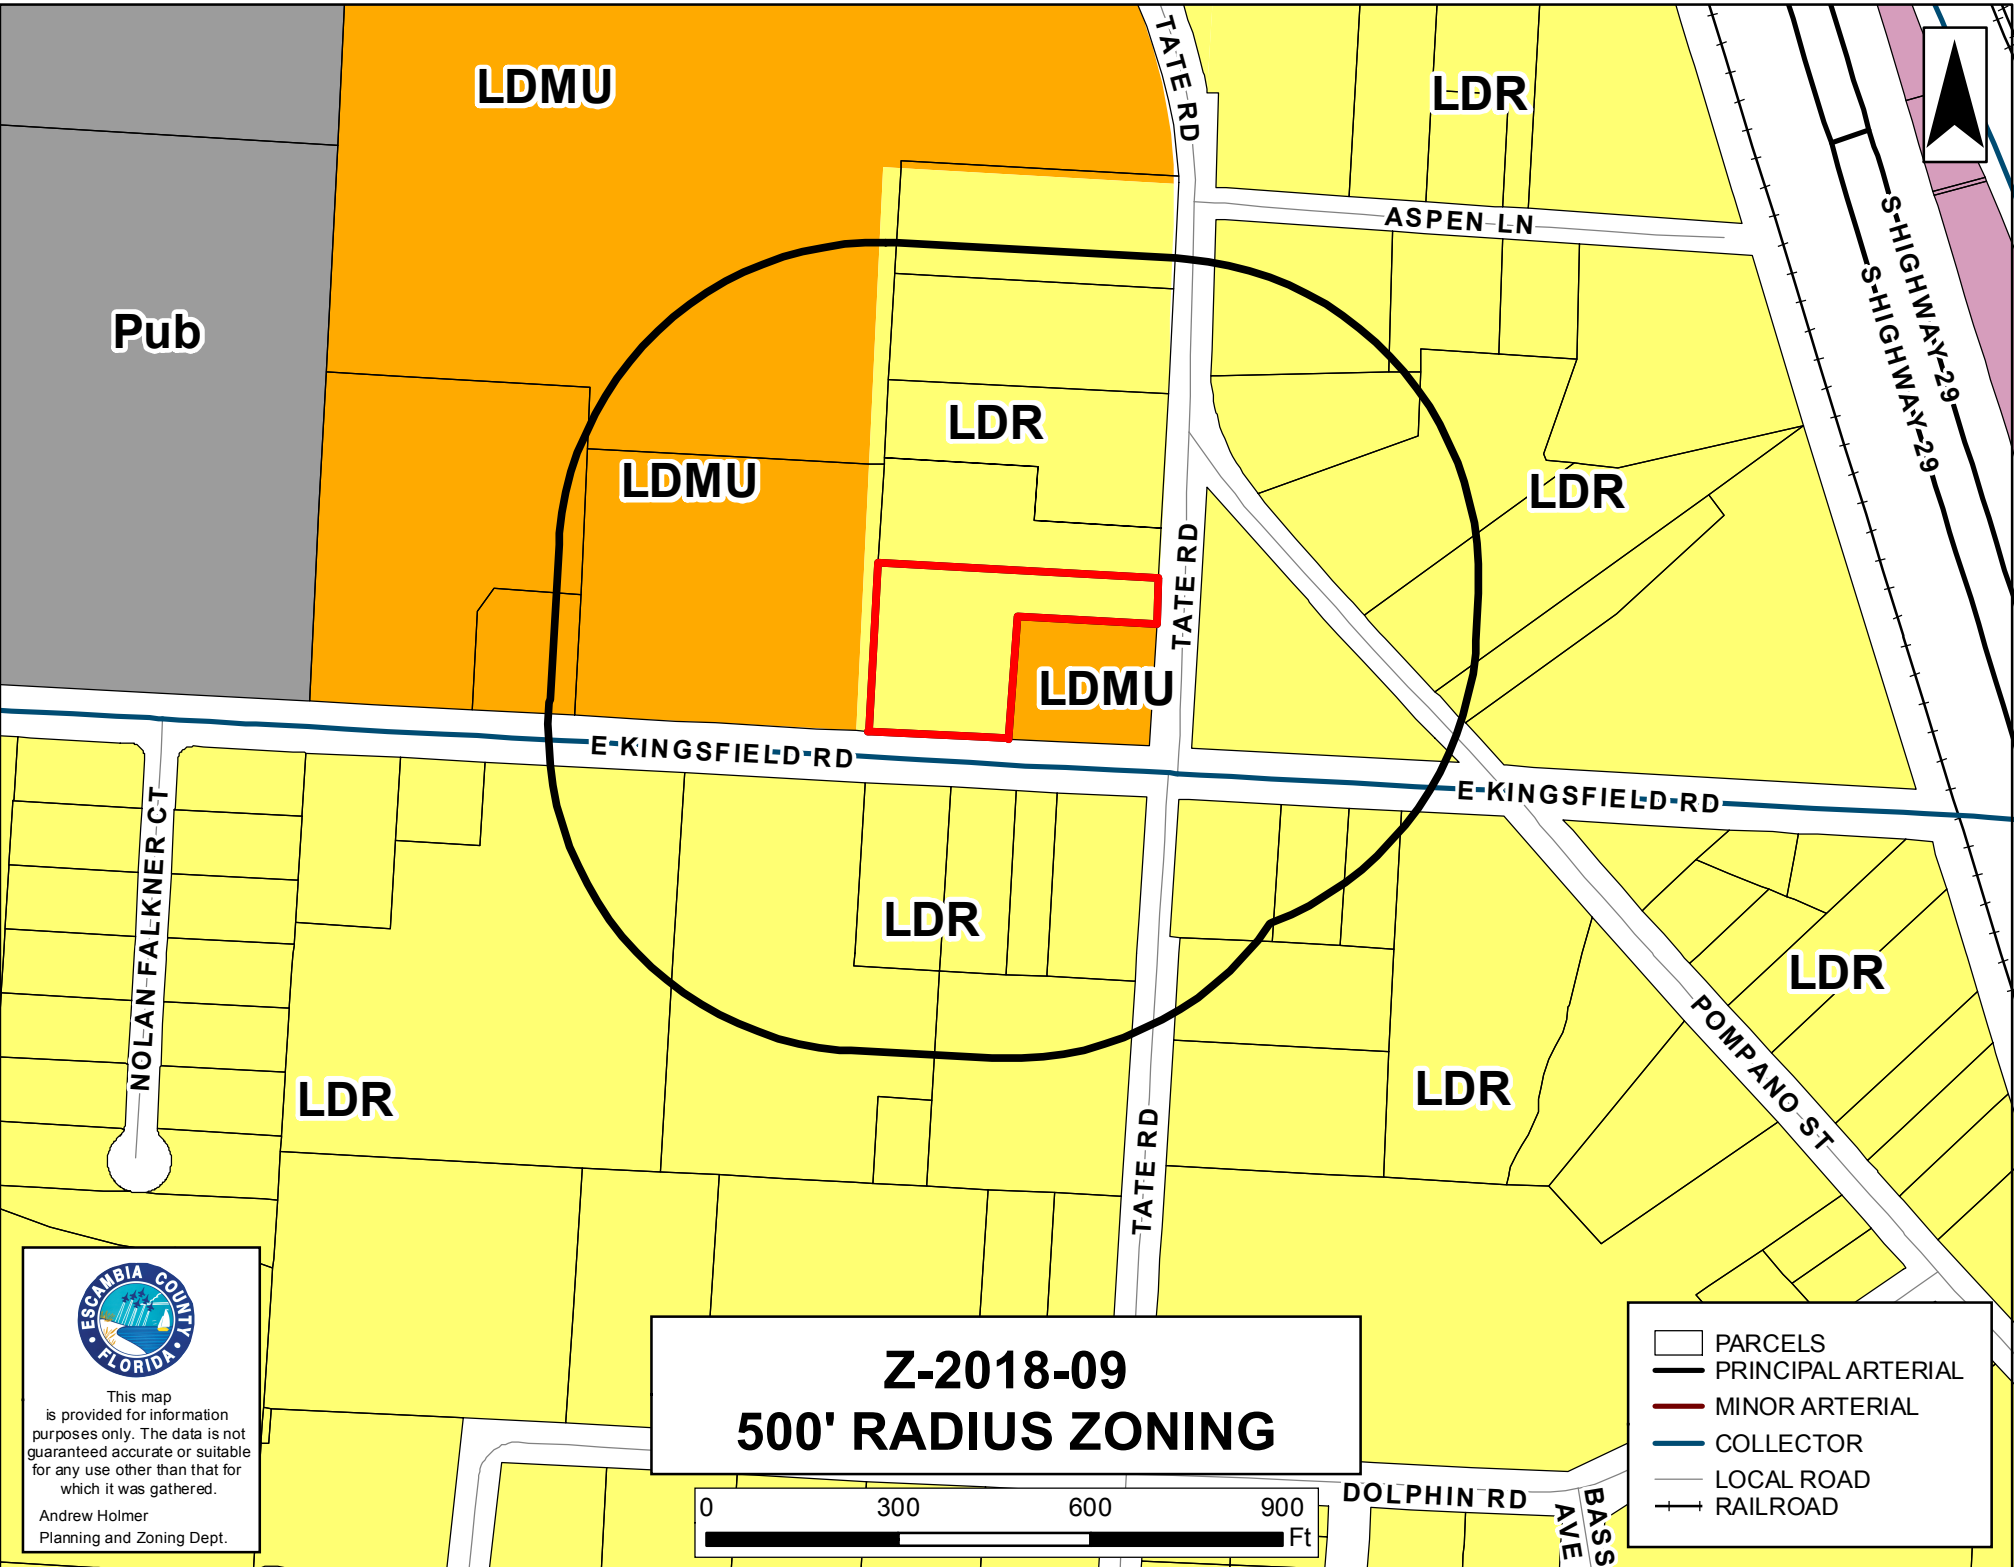 LDMU
TATE RD
LDR
ASPEN LN
S HIGHWAY 29
S HIGHWAY 29
Pub
LDR
LDMU
LDR
TATE RD
LDMU
E KINGSFIELD RD
E KINGSFIELD RD
NOLAN FALKNER CT
LDR
LDR
POMPANO ST
LDR
LDR
TATE RD
ESCAMBIA COUNTY
FLORIDA
This map
is provided for information
purposes only. The data is not
guaranteed accurate or suitable
for any use other than that for
which it was gathered.
Andrew Holmer
Planning and Zoning Dept.
Z-2018-09
500' RADIUS ZONING
0 300 600 900
Ft
DOLPHIN RD
BASS
AVE
PARCELS
PRINCIPAL ARTERIAL
MINOR ARTERIAL
COLLECTOR
LOCAL ROAD
RAILROAD